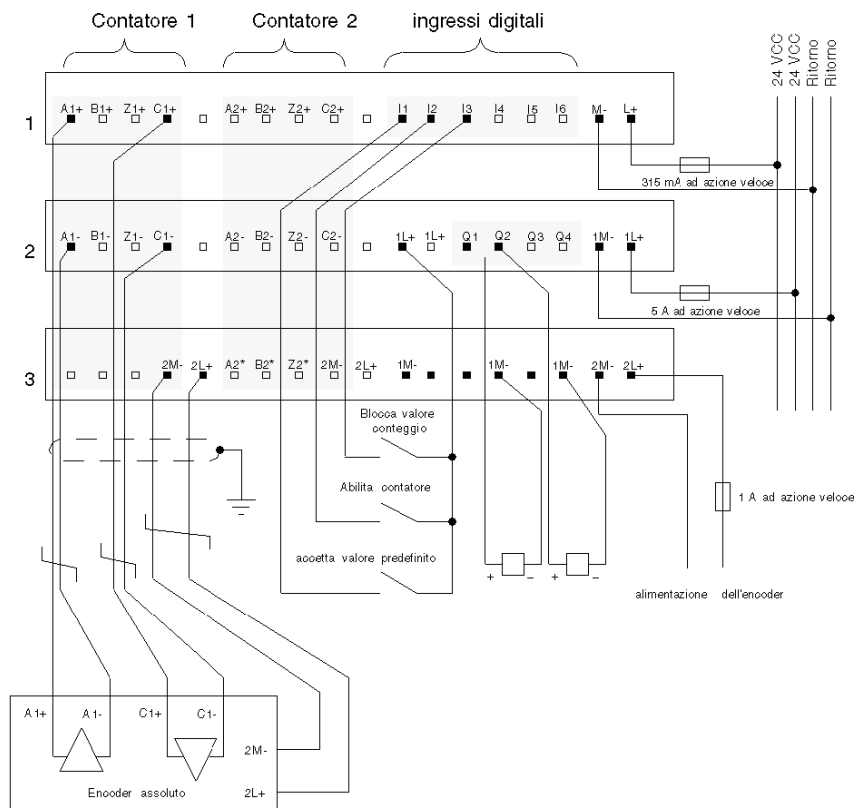 Contatore 1 Contatore 2 ingressi digitali
24 VCC
24 VCC
Ritorno
Ritorno
A1+ B1+ Z1+ C1+ A2+ B2+ Z2+ C2+ I1 I2 I3 I4 I5 I6 M- L+
1
315 mA ad azione veloce
A1- B1- Z1- C1- A2- B2- Z2- C2- 1L+ 1L+ Q1 Q2 Q3 Q4 1M- 1L+
2
5 A ad azione veloce
2M- 2L+ A2* B2* Z2* 2M- 2L+ 1M- 1M- 1M- 2M- 2L+
3
Blocca valore
conteggio
Abilita contatore
1 A ad azione veloce
accetta valore predefinito
+ - + -
alimentazione dell'encoder
A1+ A1- C1+ C1-
2M-
Encoder assoluto
2L+